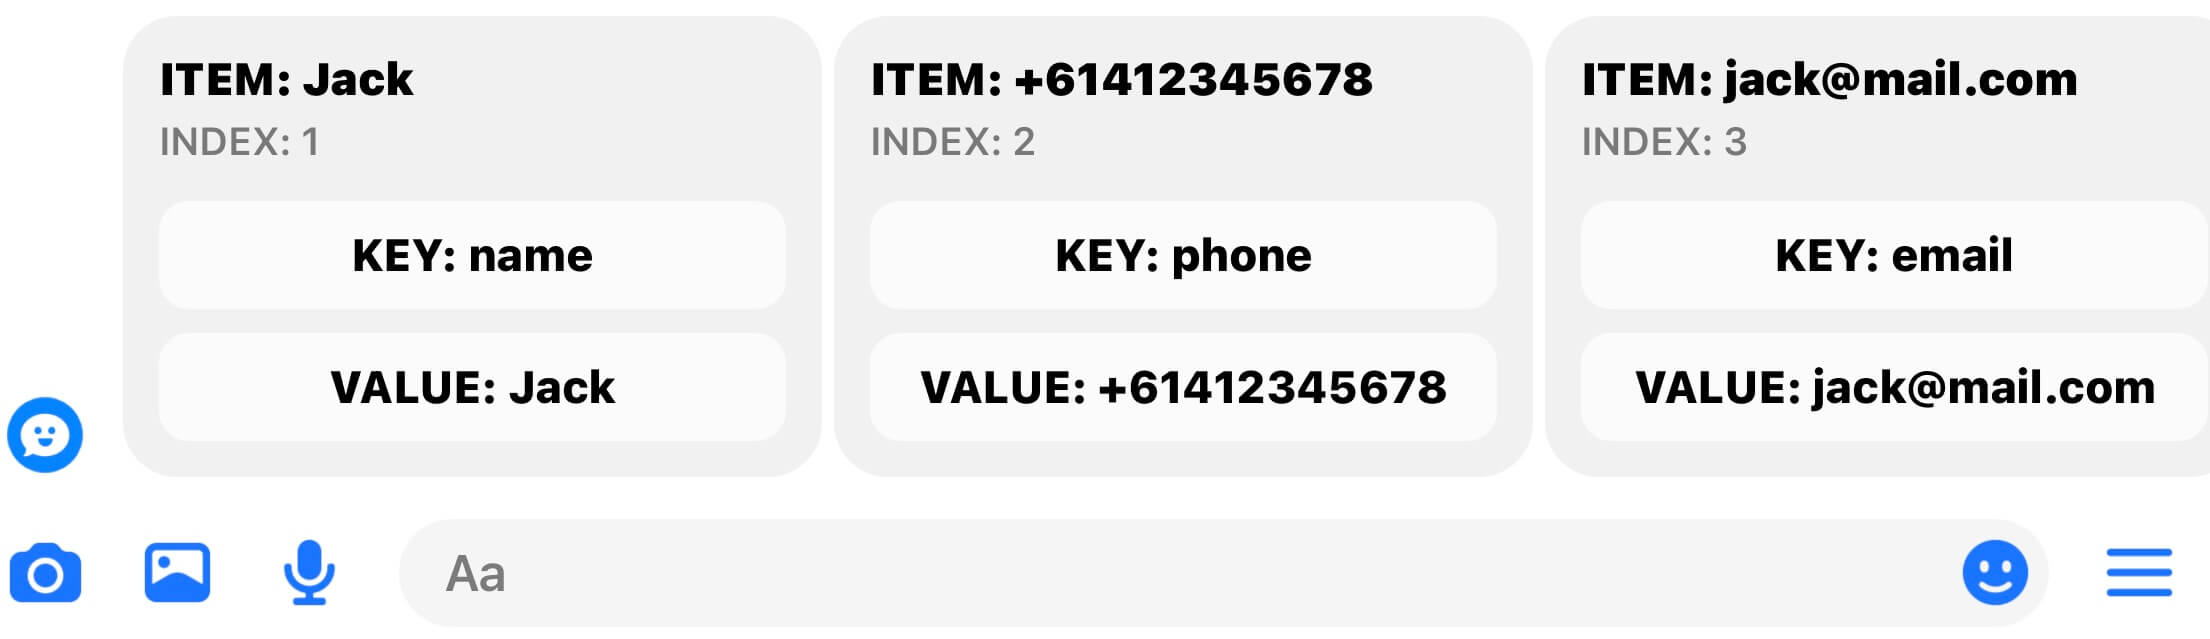 ITEM: Jack
INDEX: 1
KEY: name
VALUE: Jack
ITEM: +61412345678
INDEX: 2
KEY: phone
VALUE: +61412345678
ITEM: jack@mail.com
INDEX: 3
KEY: email
VALUE: jack@mail.com
Aa